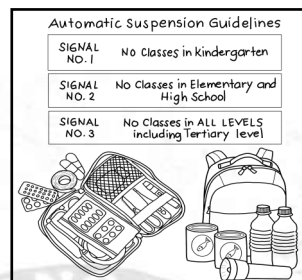 Automatic Suspension Guidelines
SIGNAL NO. 1 No Classes in kindergarten
SIGNAL NO. 2 No Classes in Elementary and High School
SIGNAL NO. 3 No Classes in ALL LEVELS including Tertiary level